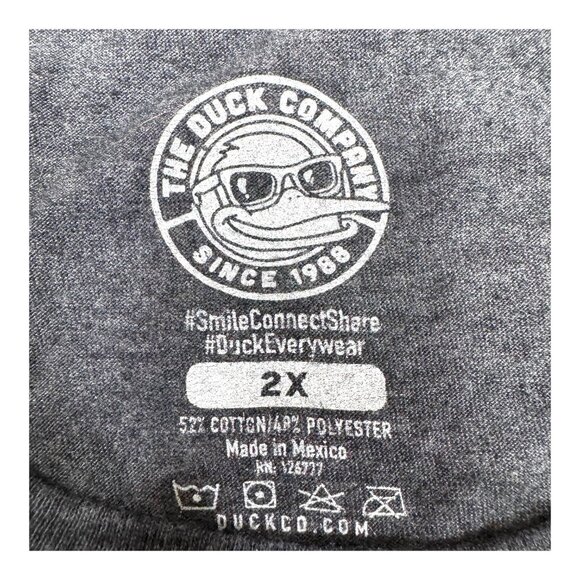 THE DUCK COMPANY
SINCE 1988
#SmileConnectShare
#DuckEverywear
2X
52% COTTON/48% POLYESTER
Made in Mexico
RN: 126777
DUCKCO.COM